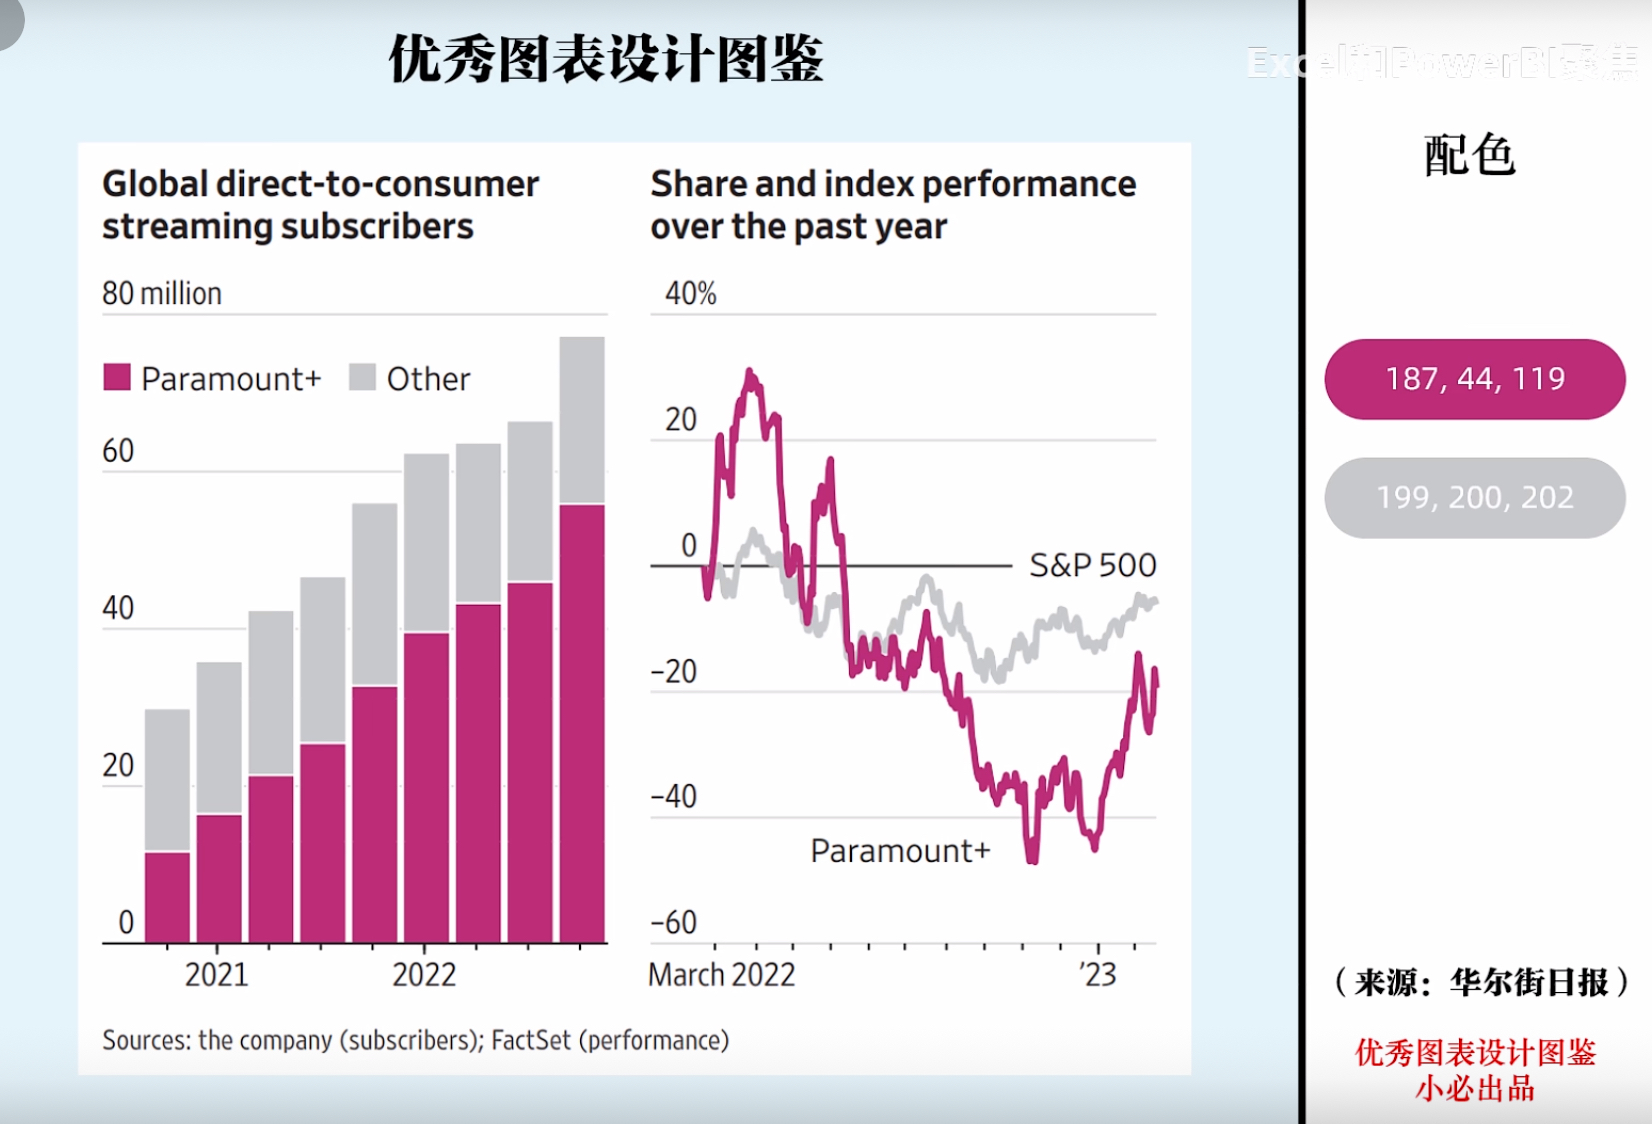 优秀图表设计图鉴
Excel和PowerBI聚焦
配色
Global direct-to-consumer
streaming subscribers
80 million
Paramount+
Other
60
40
20
0
2021
2022
Share and index performance
over the past year
40%
20
0
S&P 500
-20
-40
Paramount+
-60
March 2022
’23
Sources: the company (subscribers); FactSet (performance)
187, 44, 119
199, 200, 202
（来源：华尔街日报）
优秀图表设计图鉴
小必出品